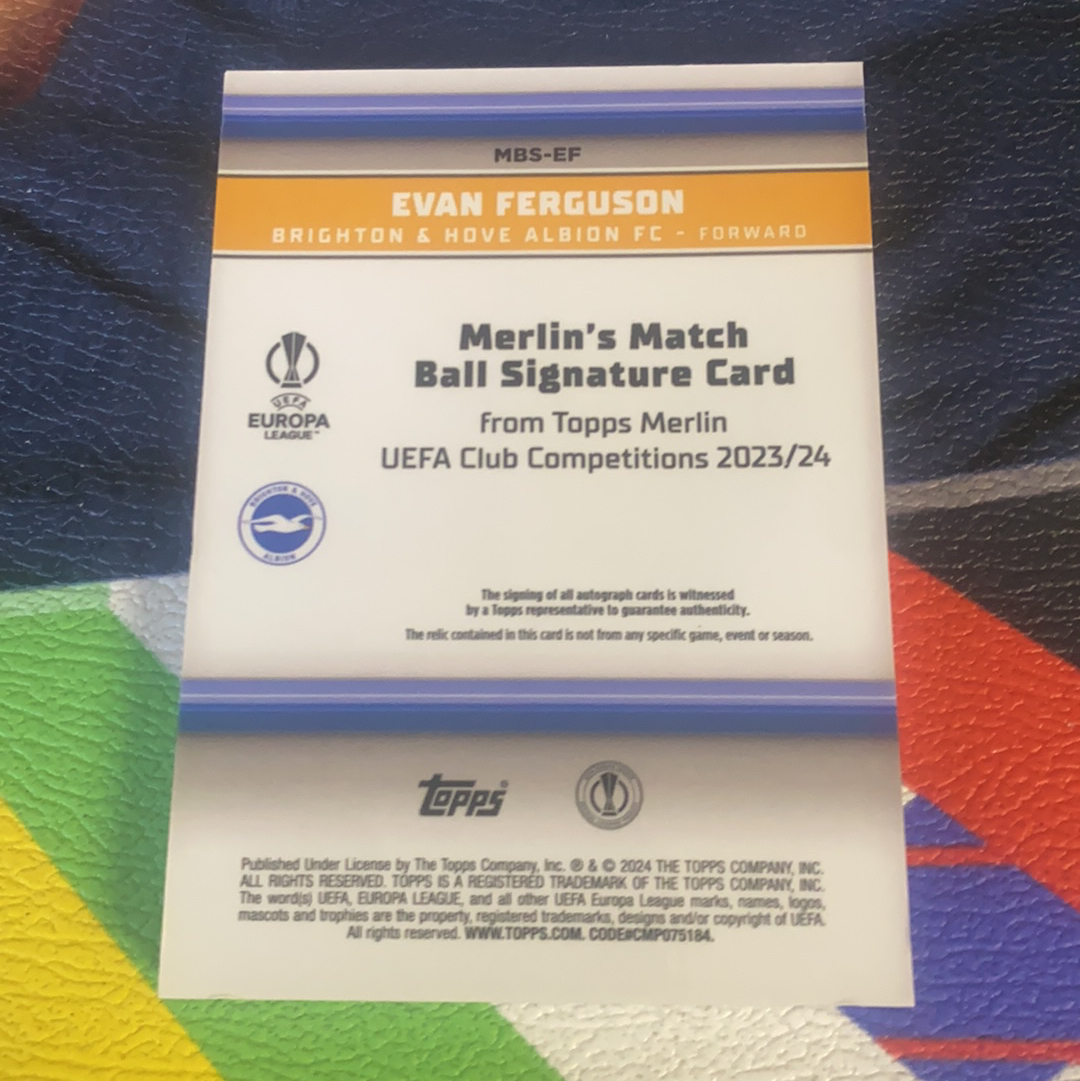 MBS-EF
EVAN FERGUSON
BRIGHTON & HOVE ALBION FC - FORWARD
Merlin's Match
Ball Signature Card
from Topps Merlin
UEFA Club Competitions 2023/24
UEFA
EUROPA
LEAGUE™
BRIGHTON & HOVE
ALBION
The signing of all autograph cards is witnessed
by a Topps representative to guarantee authenticity.
The relic contained in this card is not from any specific game, event or season.
Topps®
Published Under License by The Topps Company, Inc. ® & © 2024 THE TOPPS COMPANY, INC.
ALL RIGHTS RESERVED. TOPPS IS A REGISTERED TRADEMARK OF THE TOPPS COMPANY, INC.
The word(s) UEFA, EUROPA LEAGUE, and all other UEFA Europa League marks, names, logos,
mascots and trophies are the property, registered trademarks, designs and/or copyright of UEFA.
All rights reserved. WWW.TOPPS.COM. CODE#CMP075184.